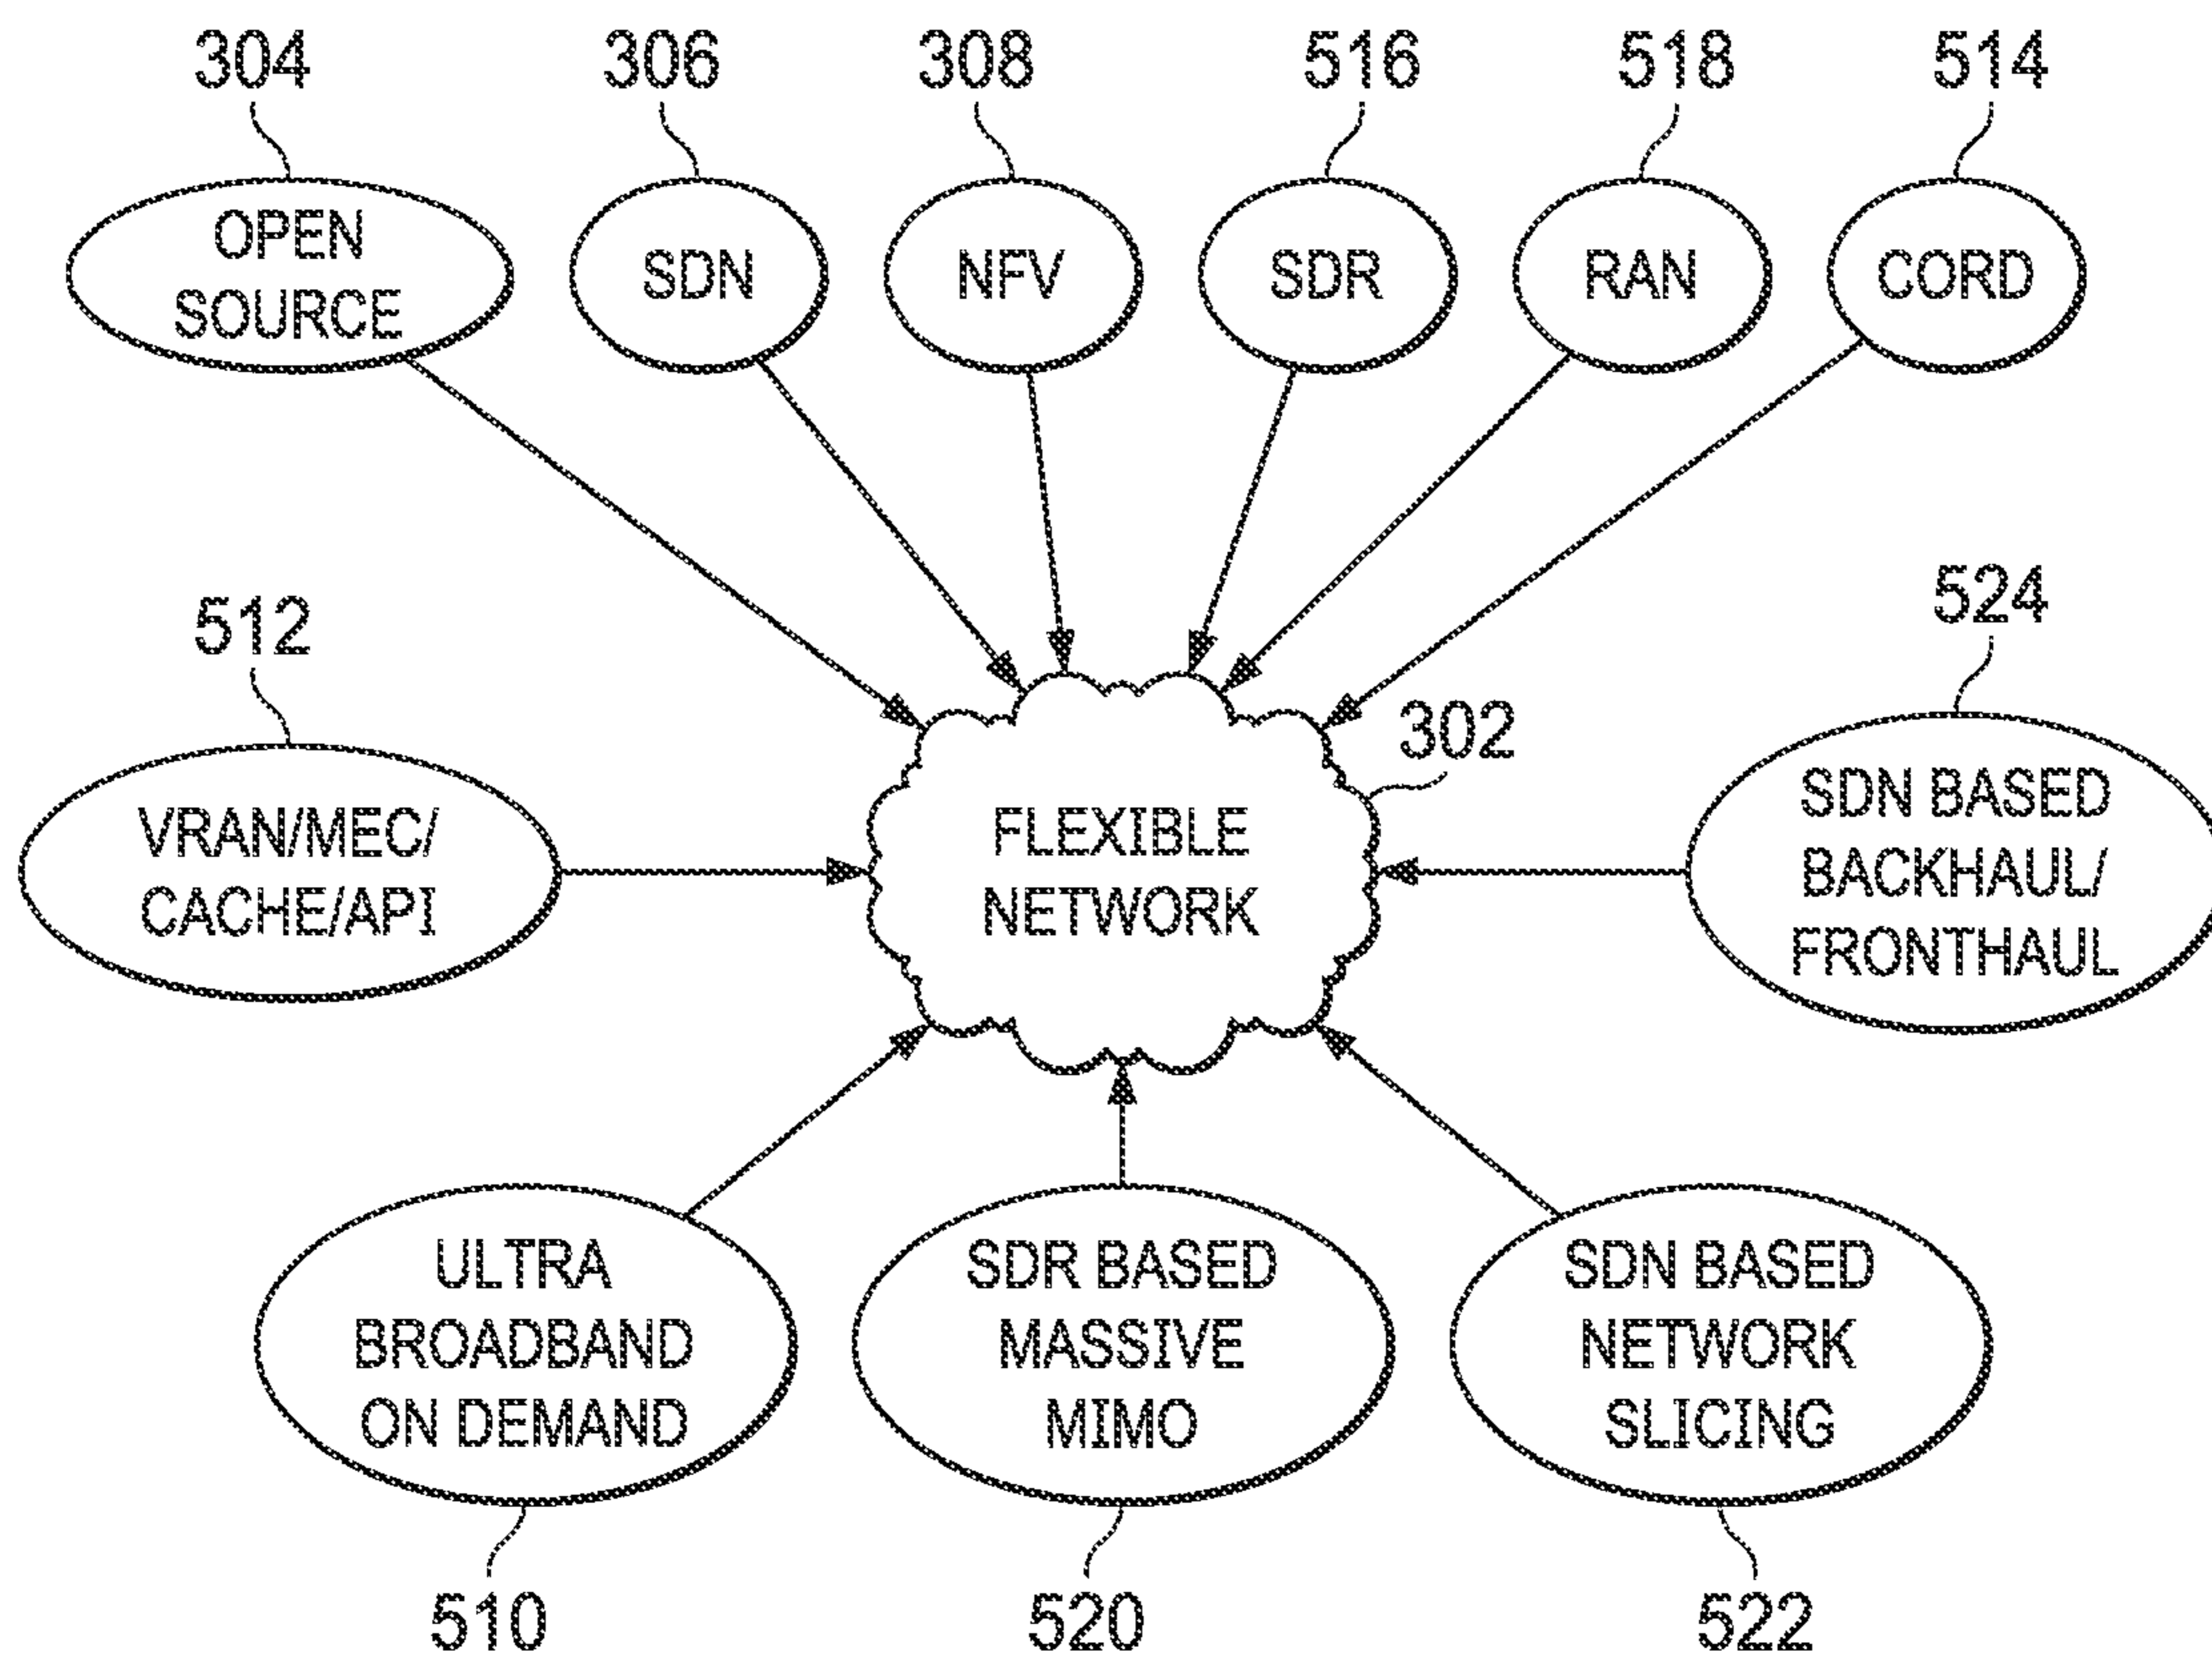 304
306
308
516
518
514
OPEN
SOURCE
SDN
NFV
SDR
RAN
CORD
512
524
302
VRAN/MEC/
CACHE/API
FLEXIBLE
NETWORK
SDN BASED
BACKHAUL/
FRONTHAUL
ULTRA
BROADBAND
ON DEMAND
SDR BASED
MASSIVE
MIMO
SDN BASED
NETWORK
SLICING
510
520
522